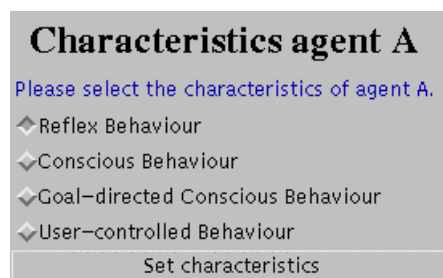 Characteristics agent A
Please select the characteristics of agent A.
Reflex Behaviour
Conscious Behaviour
Goal-directed Conscious Behaviour
User-controlled Behaviour
Set characteristics